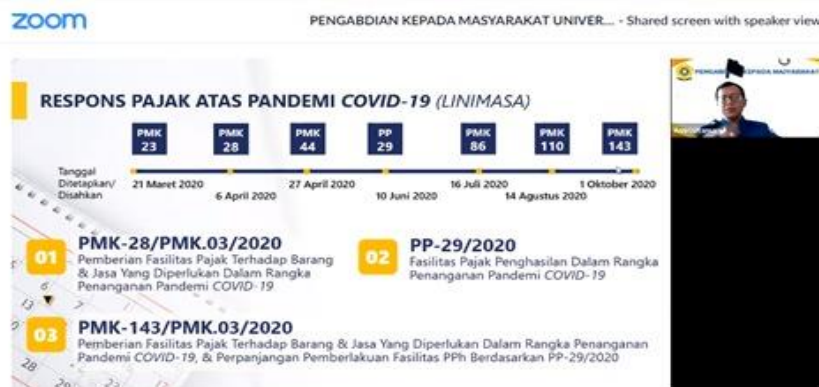 zoom
PENGABDIAN KEPADA MASYARAKAT UNIVER... - Shared screen with speaker view
RESPONS PAJAK ATAS PANDEMI COVID-19 (LINIMASA)
PMK 23
PMK 28
PMK 44
PP 29
PMK 86
PMK 110
PMK 143
Tanggal
Ditetapkan/
Disahkan
21 Maret 2020
6 April 2020
27 April 2020
10 Juni 2020
16 Juli 2020
14 Agustus 2020
1 Oktober 2020
01
PMK-28/PMK.03/2020
Pemberian Fasilitas Pajak Terhadap Barang
& Jasa Yang Diperlukan Dalam Rangka
Penanganan Pandemi COVID-19
02
PP-29/2020
Fasilitas Pajak Penghasilan Dalam Rangka
Penanganan Pandemi COVID-19
03
PMK-143/PMK.03/2020
Pemberian Fasilitas Pajak Terhadap Barang & Jasa Yang Diperlukan Dalam Rangka Penanganan
Pandemi COVID-19, & Perpanjangan Pemberlakuan Fasilitas PPh Berdasarkan PP-29/2020
6
13
7
28
29